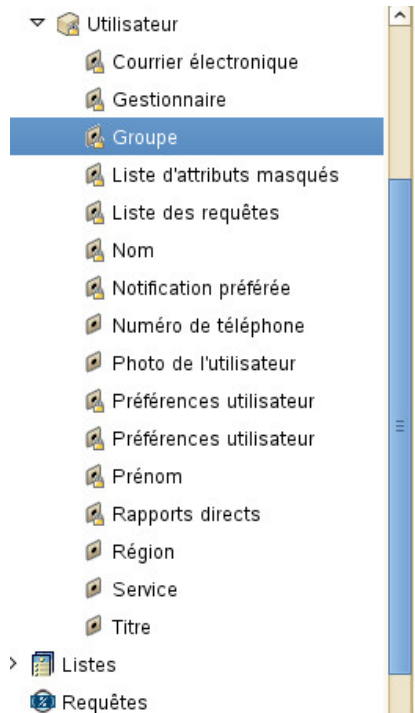 Utilisateur
Courrier électronique
Gestionnaire
Groupe
Liste d'attributs masqués
Liste des requêtes
Nom
Notification préférée
Numéro de téléphone
Photo de l'utilisateur
Préférences utilisateur
Préférences utilisateur
Prénom
Rapports directs
Région
Service
Titre
Listes
Requêtes